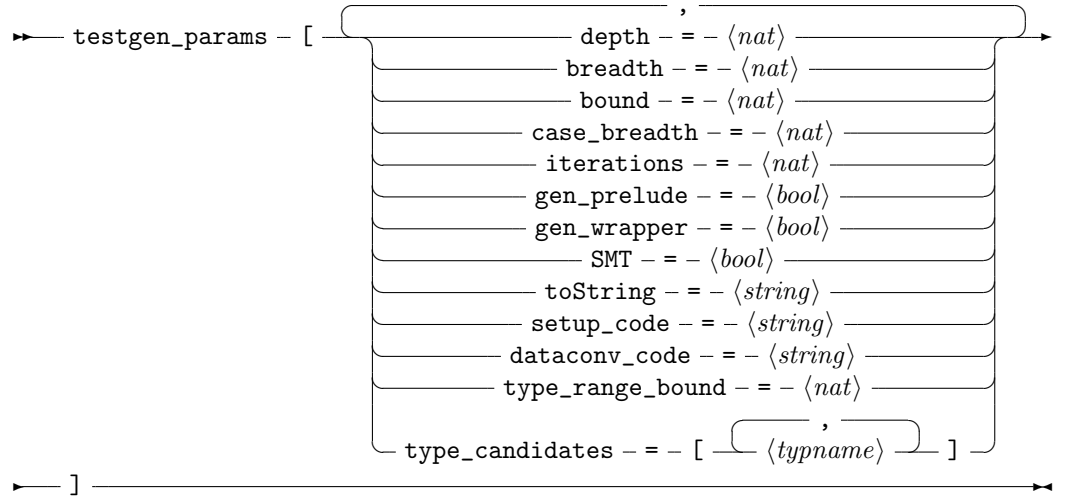 ,
testgen_params – [ depth – = – ⟨nat⟩
breadth – = – ⟨nat⟩
bound – = – ⟨nat⟩
case_breadth – = – ⟨nat⟩
iterations – = – ⟨nat⟩
gen_prelude – = – ⟨bool⟩
gen_wrapper – = – ⟨bool⟩
SMT – = – ⟨bool⟩
toString – = – ⟨string⟩
setup_code – = – ⟨string⟩
dataconv_code – = – ⟨string⟩
type_range_bound – = – ⟨nat⟩
,
type_candidates – = – [ ⟨typname⟩ ]
]